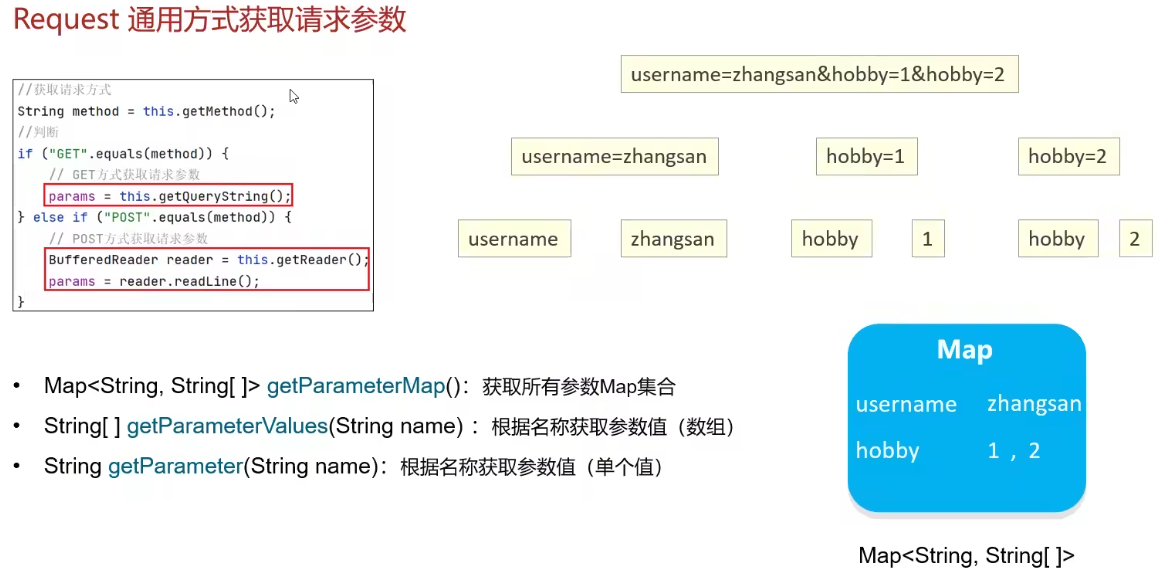 Request 通用方式获取请求参数
//获取请求方式
String method = this.getMethod();
//判断
if ("GET".equals(method)) {
// GET方式获取请求参数
params = this.getQueryString();
} else if ("POST".equals(method)) {
// POST方式获取请求参数
BufferedReader reader = this.getReader();
params = reader.readLine();
}
username=zhangsan&hobby=1&hobby=2
username=zhangsan hobby=1 hobby=2
username zhangsan hobby 1 hobby 2
• Map<String, String[ ]> getParameterMap()：获取所有参数Map集合
• String[ ] getParameterValues(String name) ：根据名称获取参数值（数组）
• String getParameter(String name)：根据名称获取参数值（单个值）
Map
username zhangsan
hobby 1 , 2
Map<String, String[ ]>